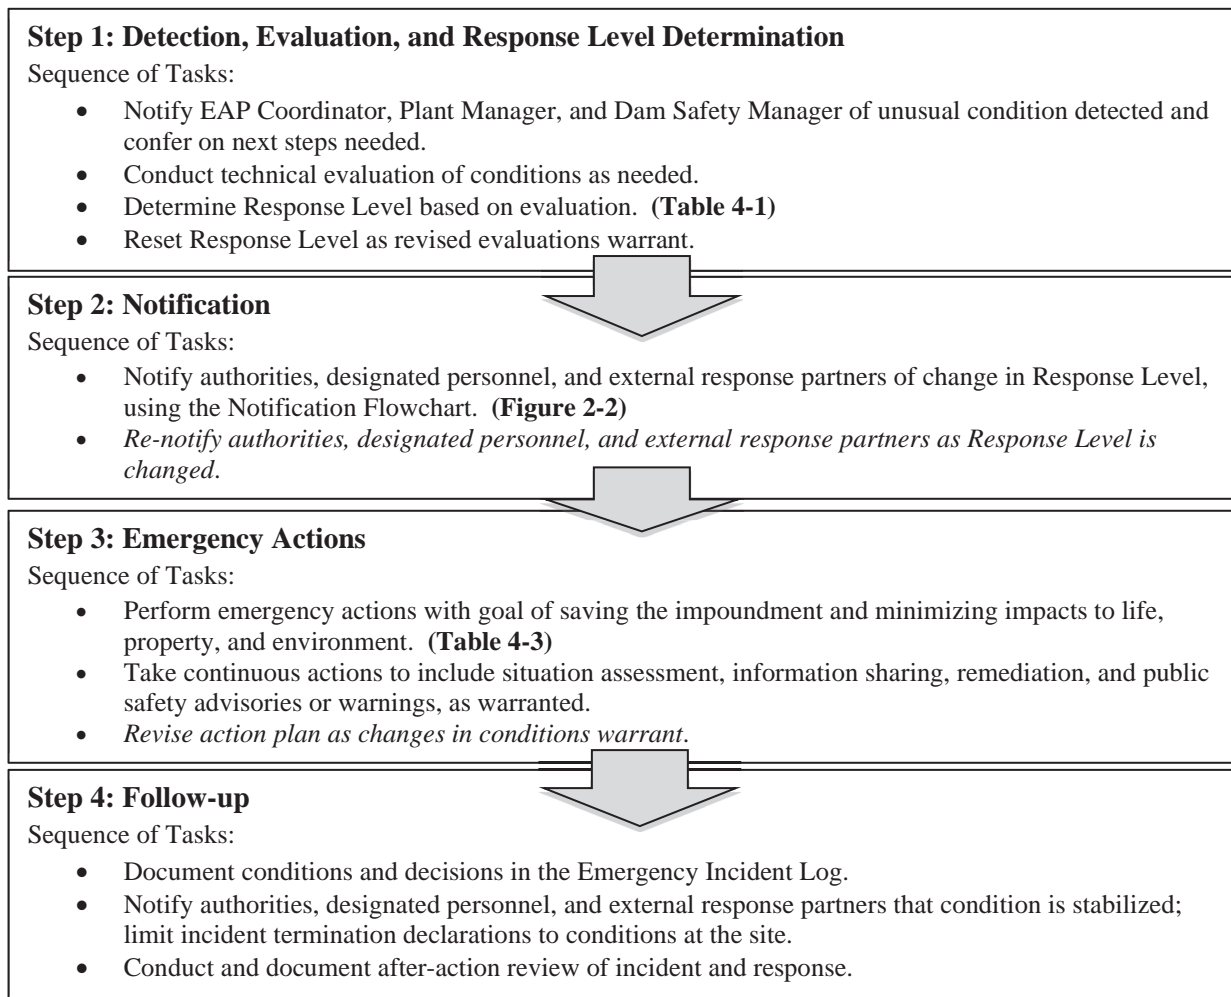 Step 1: Detection, Evaluation, and Response Level Determination
Sequence of Tasks:
• Notify EAP Coordinator, Plant Manager, and Dam Safety Manager of unusual condition detected and
confer on next steps needed.
• Conduct technical evaluation of conditions as needed.
• Determine Response Level based on evaluation. (Table 4-1)
• Reset Response Level as revised evaluations warrant.
Step 2: Notification
Sequence of Tasks:
• Notify authorities, designated personnel, and external response partners of change in Response Level,
using the Notification Flowchart. (Figure 2-2)
• Re-notify authorities, designated personnel, and external response partners as Response Level is
changed.
Step 3: Emergency Actions
Sequence of Tasks:
• Perform emergency actions with goal of saving the impoundment and minimizing impacts to life,
property, and environment. (Table 4-3)
• Take continuous actions to include situation assessment, information sharing, remediation, and public
safety advisories or warnings, as warranted.
• Revise action plan as changes in conditions warrant.
Step 4: Follow-up
Sequence of Tasks:
• Document conditions and decisions in the Emergency Incident Log.
• Notify authorities, designated personnel, and external response partners that condition is stabilized;
limit incident termination declarations to conditions at the site.
• Conduct and document after-action review of incident and response.